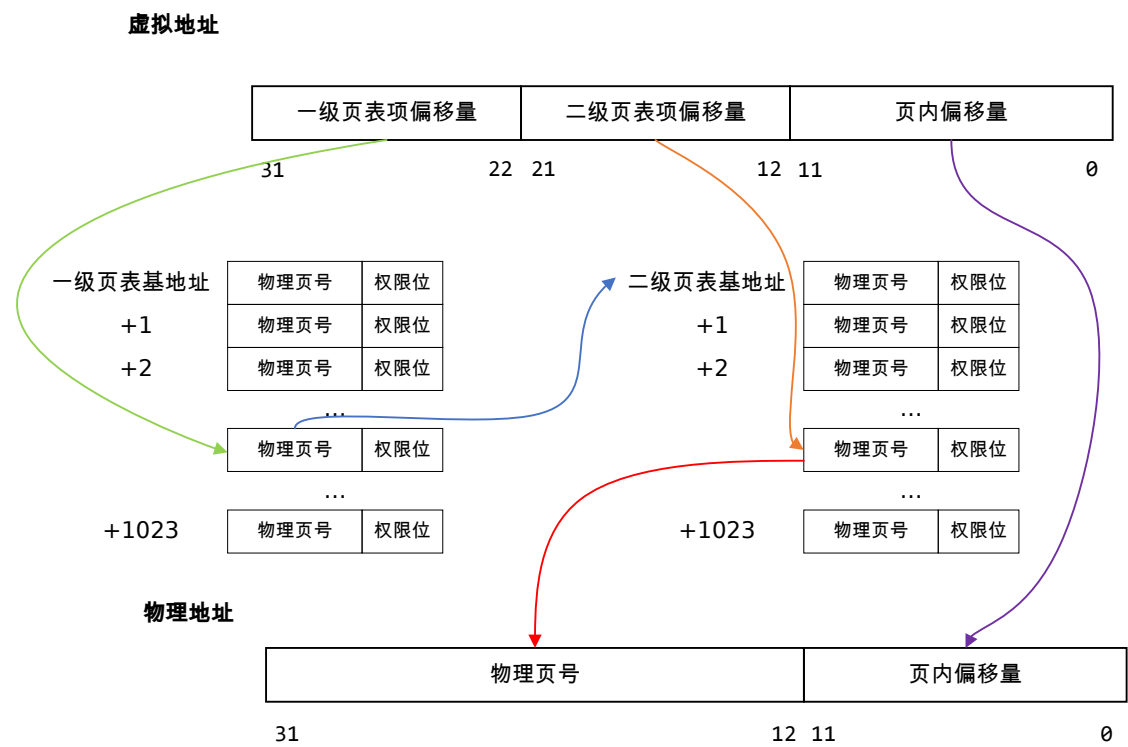 虚拟地址
一级页表项偏移量 二级页表项偏移量 页内偏移量
31 22 21 12 11 0
一级页表基地址 物理页号 权限位 二级页表基地址 物理页号 权限位
+1 物理页号 权限位 +1 物理页号 权限位
+2 物理页号 权限位 +2 物理页号 权限位
... ...
物理页号 权限位 物理页号 权限位
... ...
+1023 物理页号 权限位 +1023 物理页号 权限位
物理地址
物理页号 页内偏移量
31 12 11 0